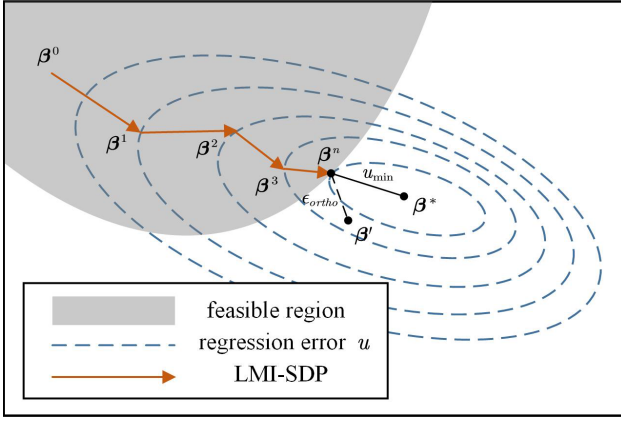 β⁰
β¹
β²
β³
βⁿ
u_min
β*
ϵ_ortho
β′
feasible region
regression error u
LMI-SDP